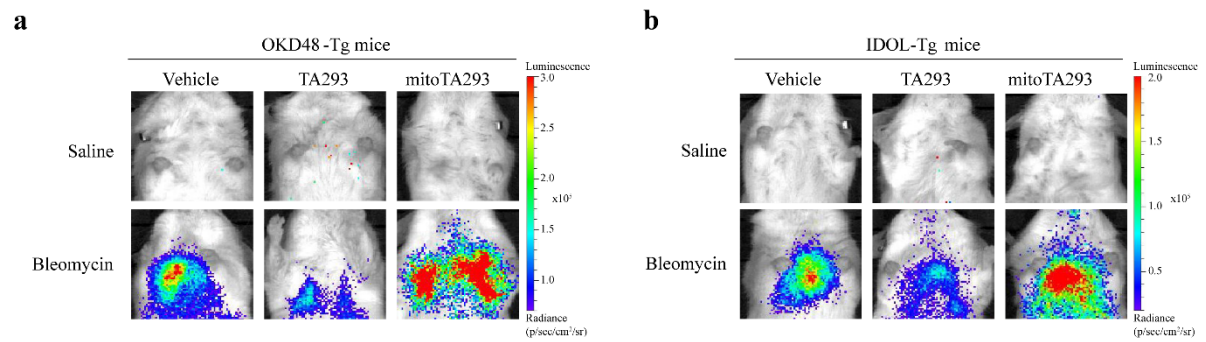 a
OKD48 -Tg mice
Vehicle
TA293
mitoTA293
Saline
Bleomycin
Luminescence
3.0
2.5
2.0
x10⁵
1.5
1.0
Radiance
(p/sec/cm²/sr)
b
IDOL-Tg mice
Vehicle
TA293
mitoTA293
Saline
Bleomycin
Luminescence
2.0
1.5
x10⁵
1.0
0.5
Radiance
(p/sec/cm²/sr)